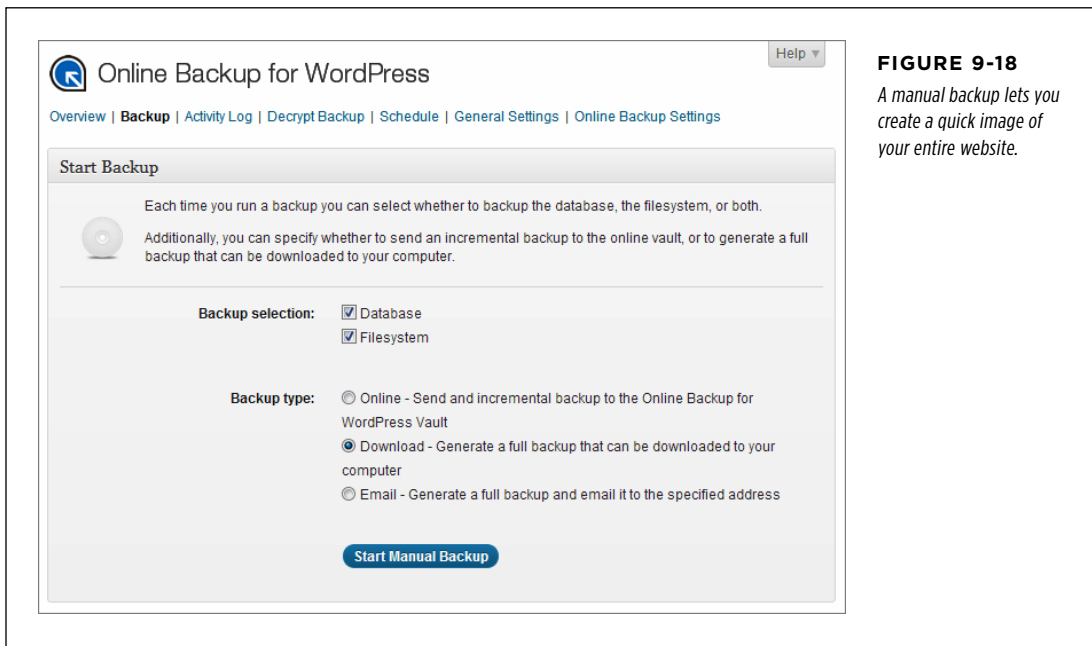 Online Backup for WordPress
Help
Overview | Backup | Activity Log | Decrypt Backup | Schedule | General Settings | Online Backup Settings
Start Backup
Each time you run a backup you can select whether to backup the database, the filesystem, or both.
Additionally, you can specify whether to send an incremental backup to the online vault, or to generate a full
backup that can be downloaded to your computer.
Backup selection:
Database
Filesystem
Backup type:
Online - Send and incremental backup to the Online Backup for
WordPress Vault
Download - Generate a full backup that can be downloaded to your
computer
Email - Generate a full backup and email it to the specified address
Start Manual Backup
FIGURE 9-18
A manual backup lets you
create a quick image of
your entire website.